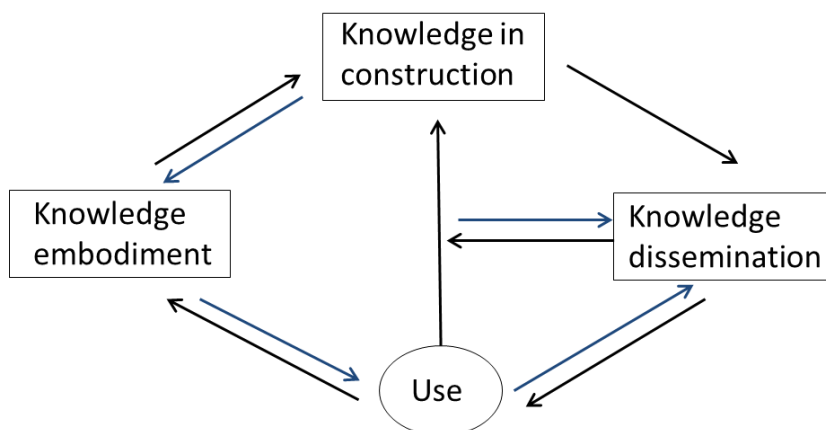 Knowledge in
construction
Knowledge
embodiment
Knowledge
dissemination
Use